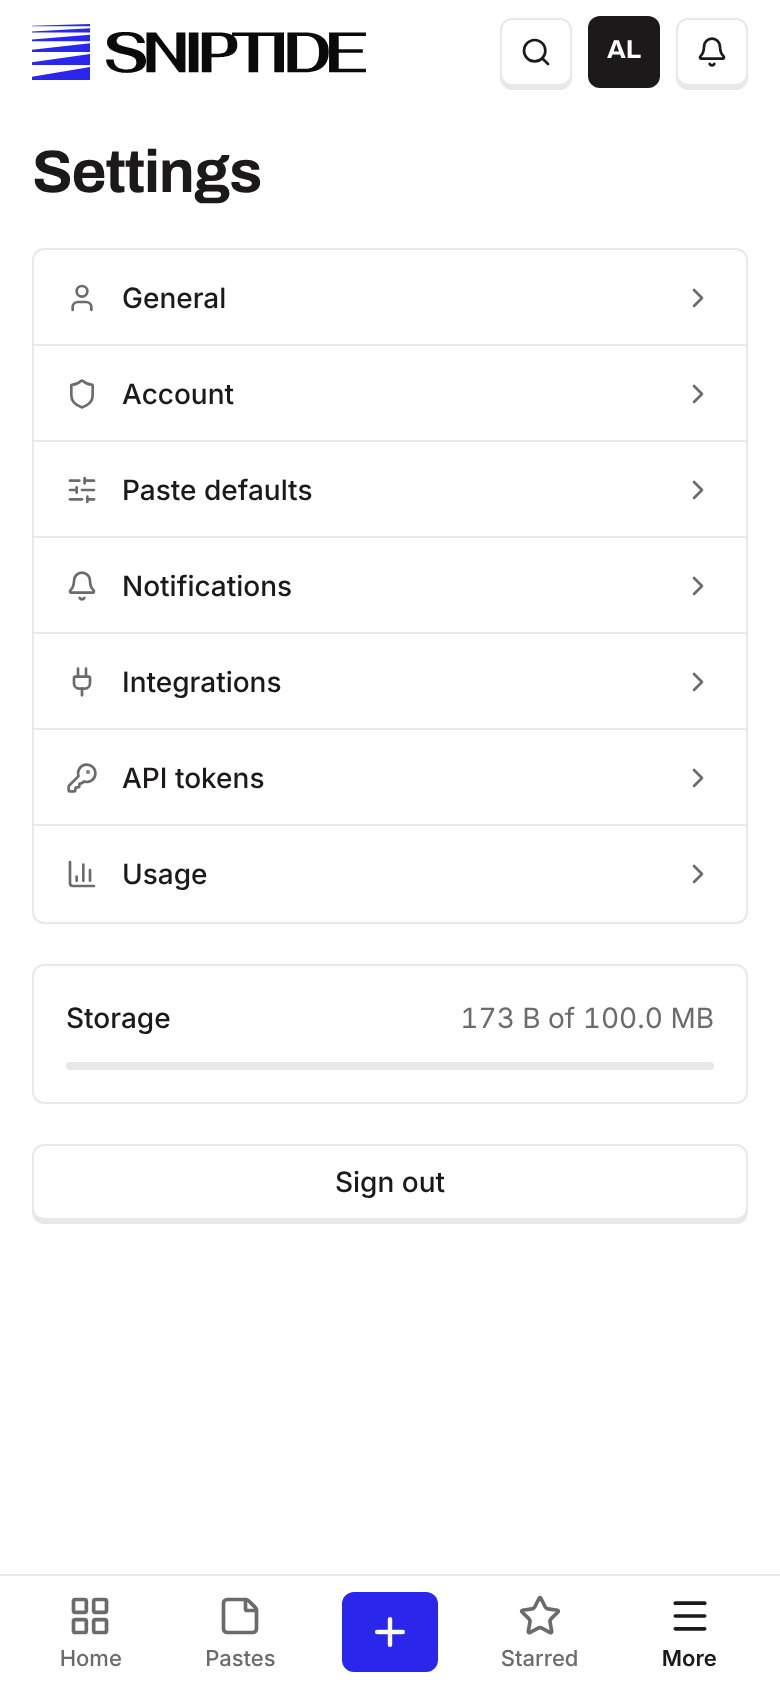 SNIPTIDE
AL
Settings
General
Account
Paste defaults
Notifications
Integrations
API tokens
Usage
Storage 173 B of 100.0 MB
Sign out
Home Pastes Starred More